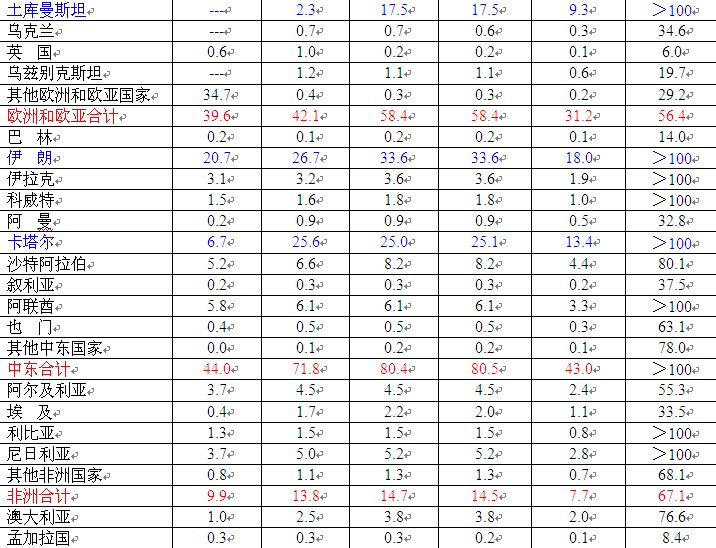 土库曼斯坦 --- 2.3 17.5 17.5 9.3 ＞100
乌克兰 --- 0.7 0.7 0.6 0.3 34.6
英　国 0.6 1.0 0.2 0.2 0.1 6.0
乌兹别克斯坦 --- 1.2 1.1 1.1 0.6 19.7
其他欧洲和欧亚国家 34.7 0.4 0.3 0.3 0.2 29.2
欧洲和欧亚合计 39.6 42.1 58.4 58.4 31.2 56.4
巴　林 0.2 0.1 0.2 0.2 0.1 14.0
伊　朗 20.7 26.7 33.6 33.6 18.0 ＞100
伊拉克 3.1 3.2 3.6 3.6 1.9 ＞100
科威特 1.5 1.6 1.8 1.8 1.0 ＞100
阿　曼 0.2 0.9 0.9 0.9 0.5 32.8
卡塔尔 6.7 25.6 25.0 25.1 13.4 ＞100
沙特阿拉伯 5.2 6.6 8.2 8.2 4.4 80.1
叙利亚 0.2 0.3 0.3 0.3 0.2 37.5
阿联酋 5.8 6.1 6.1 6.1 3.3 ＞100
也　门 0.4 0.5 0.5 0.5 0.3 63.1
其他中东国家 0.0 0.1 0.2 0.2 0.1 78.0
中东合计 44.0 71.8 80.4 80.5 43.0 ＞100
阿尔及利亚 3.7 4.5 4.5 4.5 2.4 55.3
埃　及 0.4 1.7 2.2 2.0 1.1 33.5
利比亚 1.3 1.5 1.5 1.5 0.8 ＞100
尼日利亚 3.7 5.0 5.2 5.2 2.8 ＞100
其他非洲国家 0.8 1.1 1.3 1.3 0.7 68.1
非洲合计 9.9 13.8 14.7 14.5 7.7 67.1
澳大利亚 1.0 2.5 3.8 3.8 2.0 76.6
孟加拉国 0.3 0.3 0.3 0.2 0.1 8.4